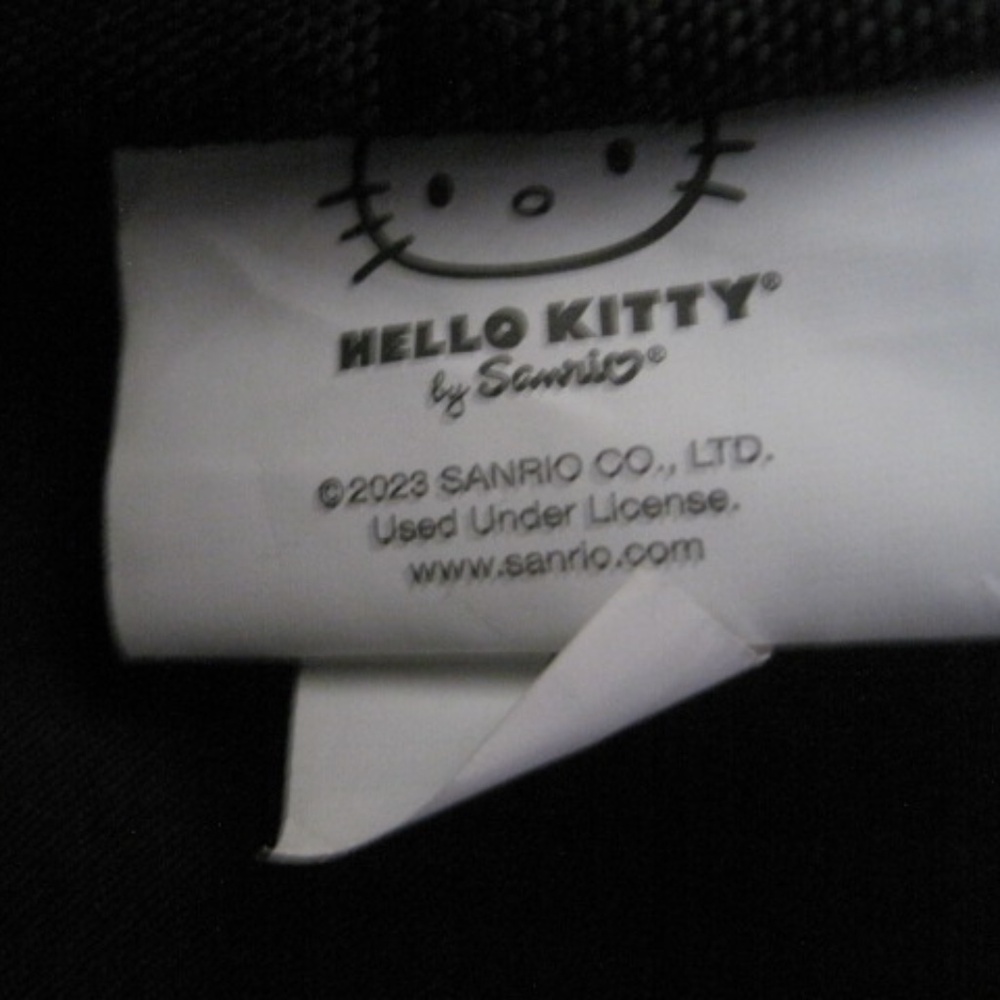 HELLO KITTY®
by Sanrio®
©2023 SANRIO CO., LTD.
Used Under License.
www.sanrio.com